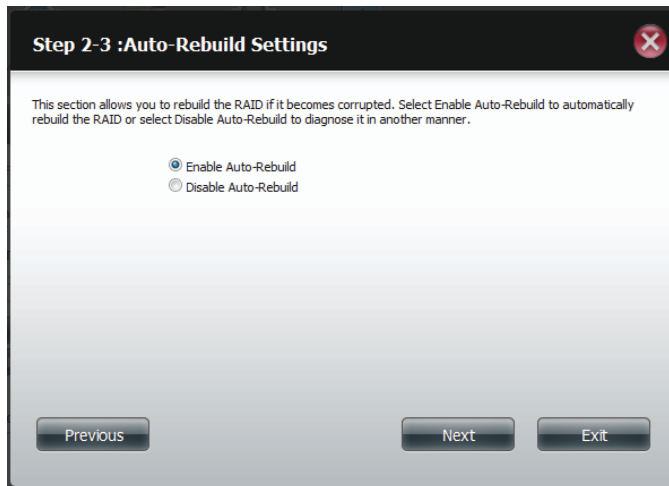 Step 2-3 :Auto-Rebuild Settings
This section allows you to rebuild the RAID if it becomes corrupted. Select Enable Auto-Rebuild to automatically
rebuild the RAID or select Disable Auto-Rebuild to diagnose it in another manner.
Enable Auto-Rebuild
Disable Auto-Rebuild
Previous
Next
Exit